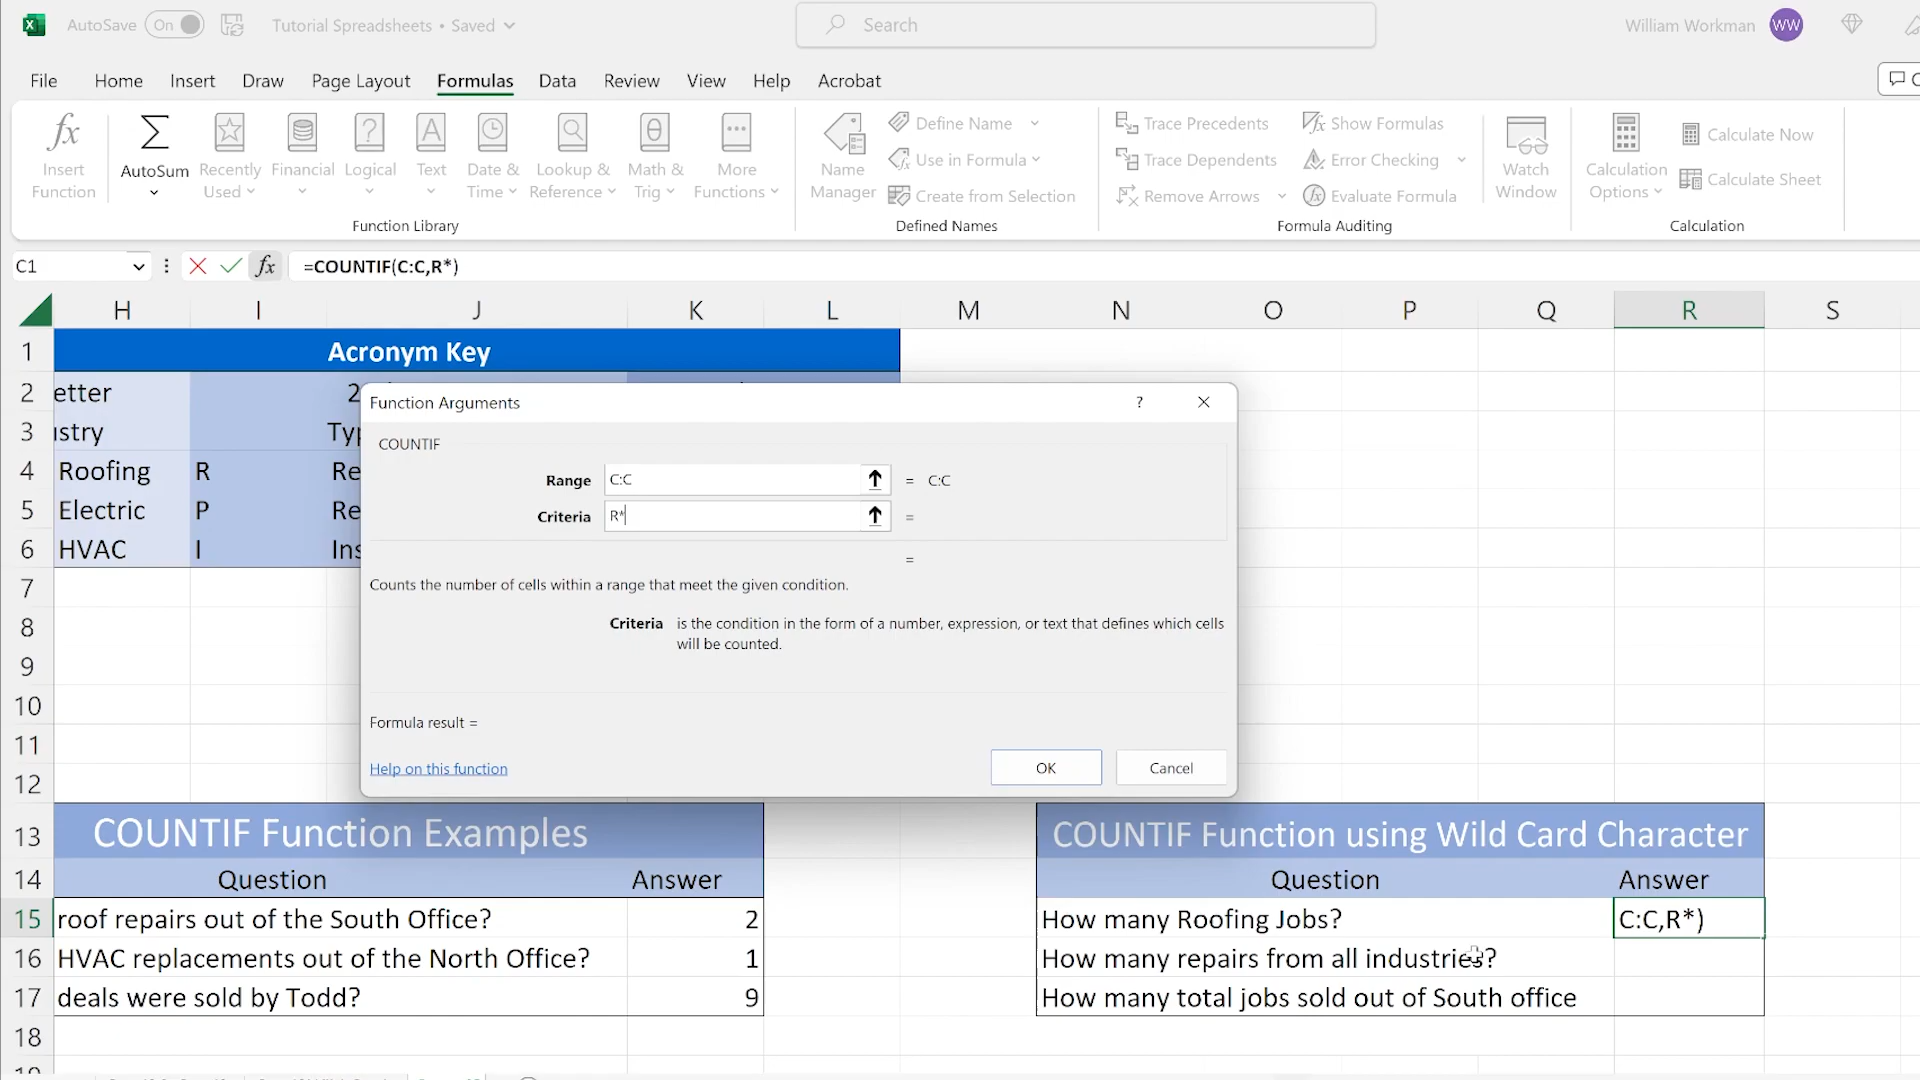 AutoSave On Tutorial Spreadsheets • Saved Search William Workman WW
File Home Insert Draw Page Layout Formulas Data Review View Help Acrobat
fx
Insert Function
AutoSum
Recently Used
Financial
Logical
Text
Date & Time
Lookup & Reference
Math & Trig
More Functions
Function Library
Name Manager
Define Name
Use in Formula
Create from Selection
Defined Names
Trace Precedents
Trace Dependents
Remove Arrows
Show Formulas
Error Checking
Evaluate Formula
Formula Auditing
Watch Window
Calculation Options
Calculate Now
Calculate Sheet
Calculation
C1 fx =COUNTIF(C:C,R*)
H I J K L M N O P Q R S
1 Acronym Key
2 etter 2
3 ustry Typ
4 Roofing R Re
5 Electric P Re
6 HVAC I Ins
7
8
9
10
11
12
Function Arguments ?
COUNTIF
Range C:C = C:C
Criteria R* =
=
Counts the number of cells within a range that meet the given condition.
Criteria is the condition in the form of a number, expression, or text that defines which cells
will be counted.
Formula result =
Help on this function OK Cancel
13 COUNTIF Function Examples COUNTIF Function using Wild Card Character
14 Question Answer Question Answer
15 roof repairs out of the South Office? 2 How many Roofing Jobs? C:C,R*)
16 HVAC replacements out of the North Office? 1 How many repairs from all industries?
17 deals were sold by Todd? 9 How many total jobs sold out of South office
18